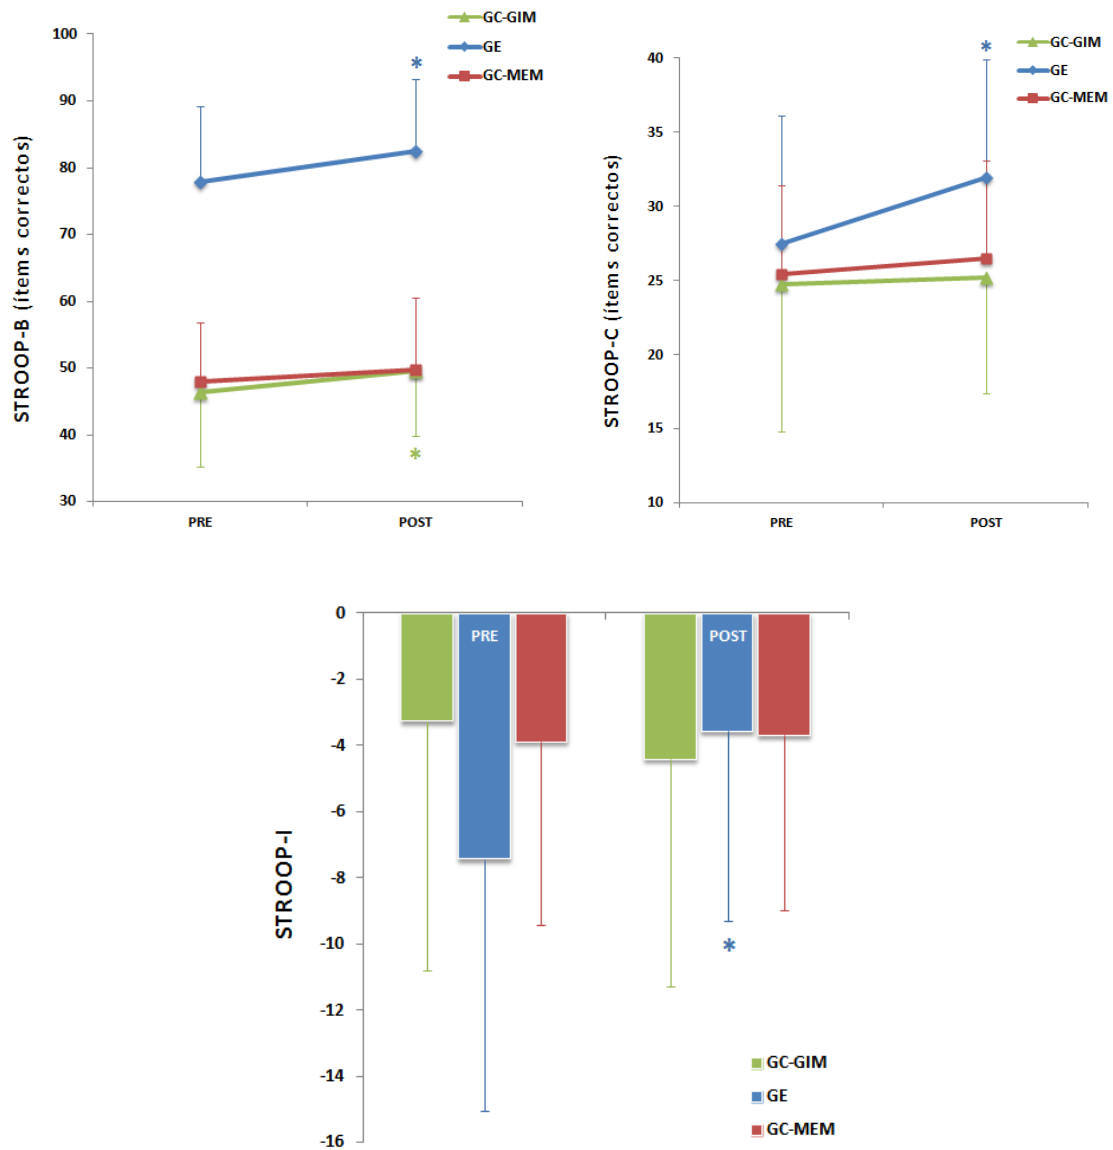 GC-GIM
GE
GC-MEM
100
90
80
70
60
50
40
30
STROOP-B (ítems correctos)
*
*
PRE
POST
GC-GIM
GE
GC-MEM
40
35
30
25
20
15
10
STROOP-C (ítems correctos)
*
PRE
POST
0
-2
-4
-6
-8
-10
-12
-14
-16
STROOP-I
PRE
POST
*
GC-GIM
GE
GC-MEM